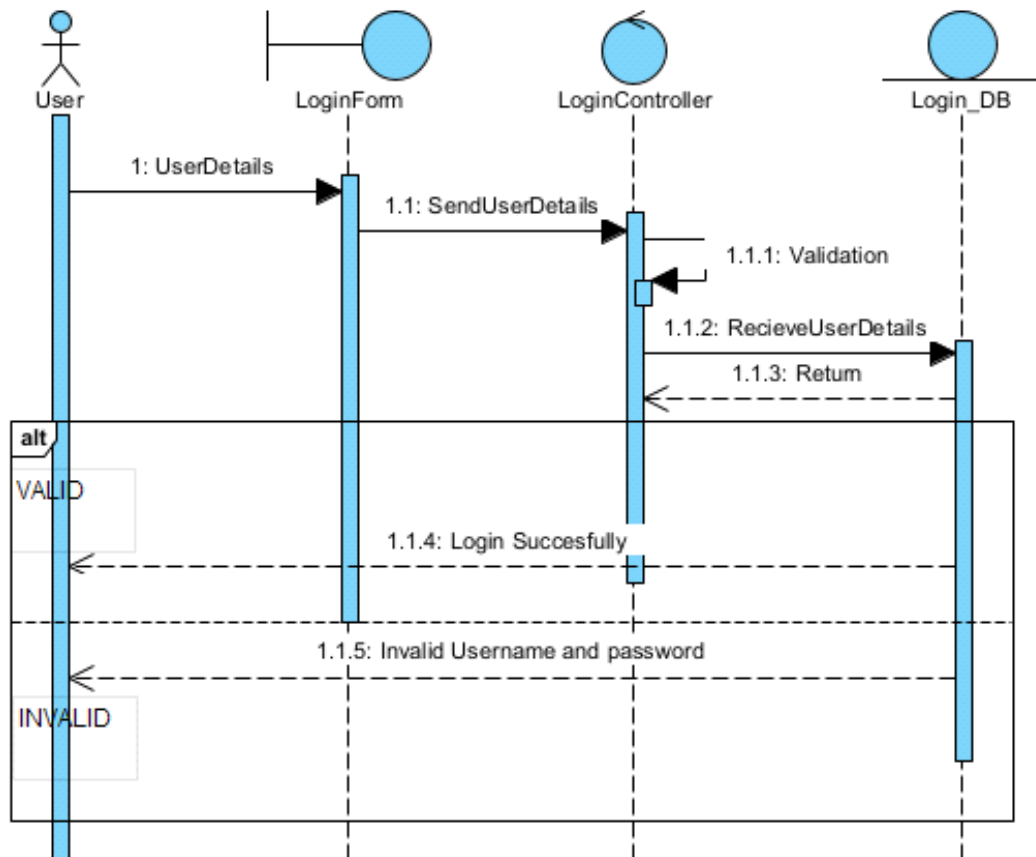 User
LoginForm
LoginController
Login_DB
1: UserDetails
1.1: SendUserDetails
1.1.1: Validation
1.1.2: RecieveUserDetails
1.1.3: Return
alt
VALID
1.1.4: Login Succesfully
1.1.5: Invalid Username and password
INVALID